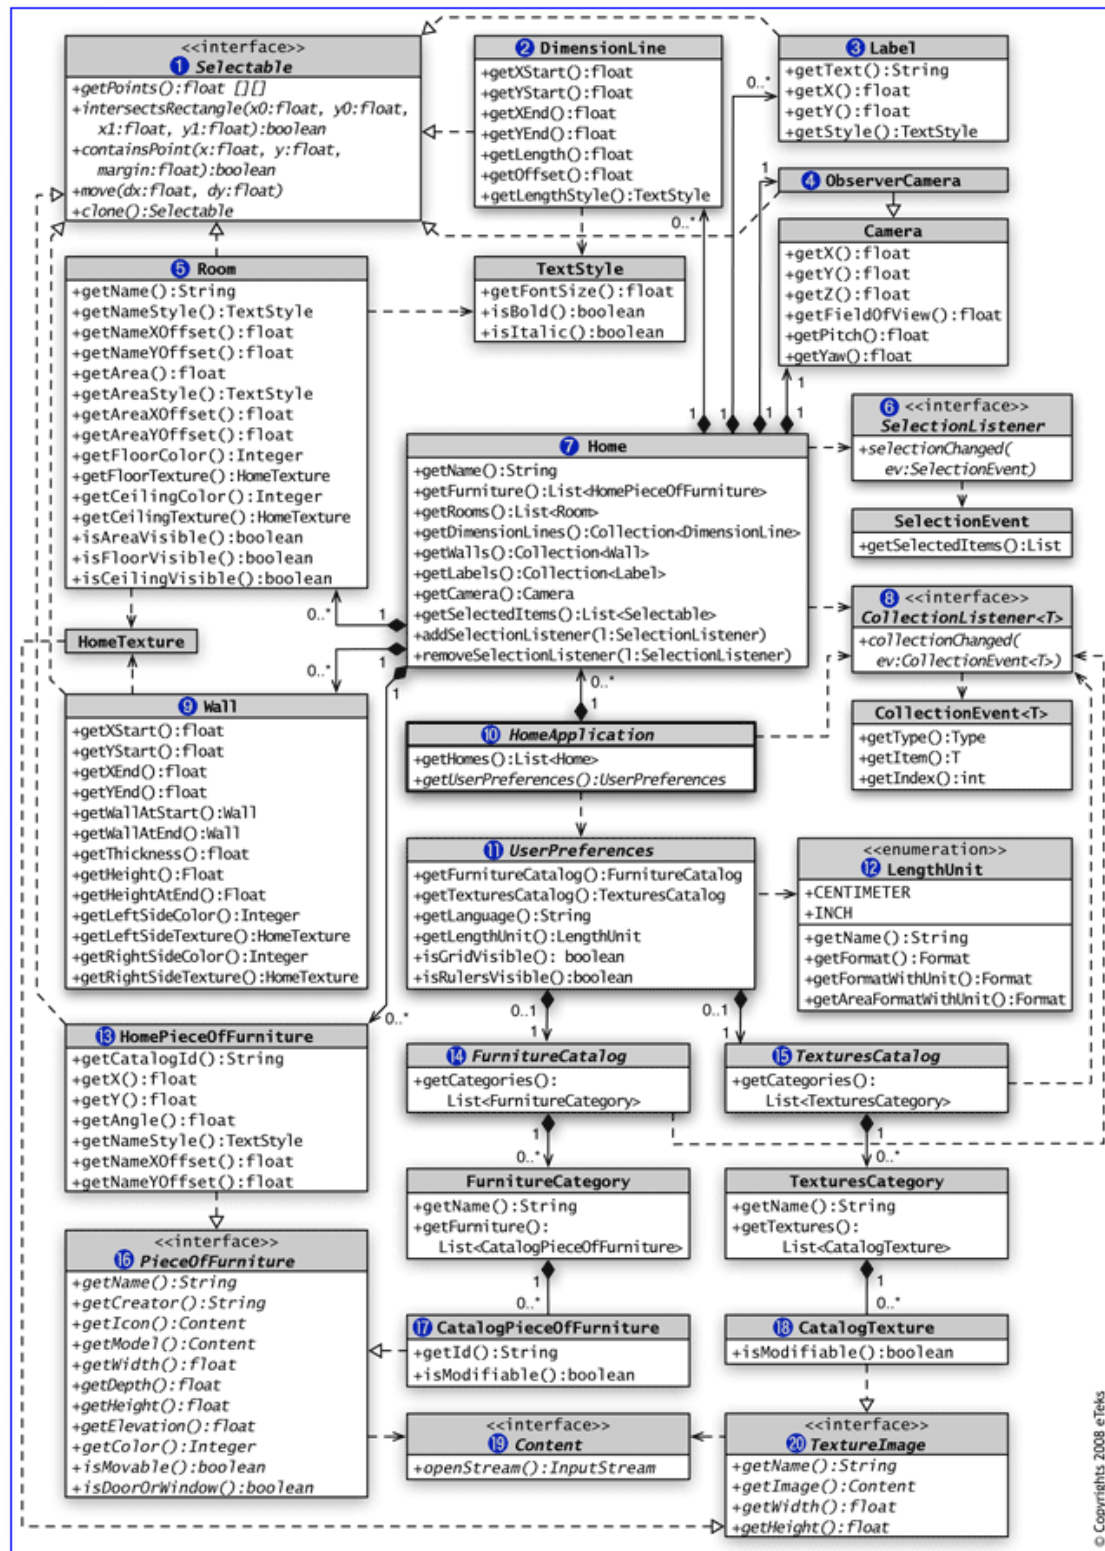 <<interface>>
1 Selectable
+getPoints():float [][]
+intersectsRectangle(x0:float, y0:float,
x1:float, y1:float):boolean
+containsPoint(x:float, y:float,
margin:float):boolean
+move(dx:float, dy:float)
+clone():Selectable
2 DimensionLine
+getXStart():float
+getYStart():float
+getXEnd():float
+getYEnd():float
+getLength():float
+getOffset():float
+getLengthStyle():TextStyle
0..*
3 Label
+getText():String
+getX():float
+getY():float
+getStyle():TextStyle
0..*
1
4 ObserverCamera
Camera
+getX():float
+getY():float
+getZ():float
+getFieldOfView():float
+getPitch():float
+getYaw():float
1
TextStyle
+getFontSize():float
+isBold():boolean
+isItalic():boolean
5 Room
+getName():String
+getNameStyle():TextStyle
+getNameXOffset():float
+getNameYOffset():float
+getArea():float
+getAreaStyle():TextStyle
+getAreaXOffset():float
+getAreaYOffset():float
+getFloorColor():Integer
+getFloorTexture():HomeTexture
+getCeilingColor():Integer
+getCeilingTexture():HomeTexture
+isAreaVisible():boolean
+isFloorVisible():boolean
+isCeilingVisible():boolean
0..* 1
0..* 1
1
1 1 1 1
6 <<interface>>
SelectionListener
+selectionChanged(
ev:SelectionEvent)
SelectionEvent
+getSelectedItems():List
7 Home
+getName():String
+getFurniture():List<HomePieceOfFurniture>
+getRooms():List<Room>
+getDimensionLines():Collection<DimensionLine>
+getWalls():Collection<Wall>
+getLabels():Collection<Label>
+getCamera():Camera
+getSelectedItems():List<Selectable>
+addSelectionListener(l:SelectionListener)
+removeSelectionListener(l:SelectionListener)
0..*
1
8 <<interface>>
CollectionListener<T>
+collectionChanged(
ev:CollectionEvent<T>)
CollectionEvent<T>
+getType():Type
+getItem():T
+getIndex():int
HomeTexture
9 Wall
+getXStart():float
+getYStart():float
+getXEnd():float
+getYEnd():float
+getWallAtStart():Wall
+getWallAtEnd():Wall
+getThickness():float
+getHeight():Float
+getHeightAtEnd():Float
+getLeftSideColor():Integer
+getLeftSideTexture():HomeTexture
+getRightSideColor():Integer
+getRightSideTexture():HomeTexture
10 HomeApplication
+getHomes():List<Home>
+getUserPreferences():UserPreferences
11 UserPreferences
+getFurnitureCatalog():FurnitureCatalog
+getTexturesCatalog():TexturesCatalog
+getLanguage():String
+getLengthUnit():LengthUnit
+isGridVisible(): boolean
+isRulersVisible():boolean
0..1
1
0..1
1
<<enumeration>>
12 LengthUnit
+CENTIMETER
+INCH
+getName():String
+getFormat():Format
+getFormatWithUnit():Format
+getAreaFormatWithUnit():Format
0..*
13 HomePieceOfFurniture
+getCatalogId():String
+getX():float
+getY():float
+getAngle():float
+getNameStyle():TextStyle
+getNameXOffset():float
+getNameYOffset():float
14 FurnitureCatalog
+getCategories():
List<FurnitureCategory>
1
0..*
15 TexturesCatalog
+getCategories():
List<TexturesCategory>
1
0..*
FurnitureCategory
+getName():String
+getFurniture():
List<CatalogPieceOfFurniture>
1
0..*
TexturesCategory
+getName():String
+getTextures():
List<CatalogTexture>
1
0..*
<<interface>>
16 PieceOfFurniture
+getName():String
+getCreator():String
+getIcon():Content
+getModel():Content
+getWidth():float
+getDepth():float
+getHeight():float
+getElevation():float
+getColor():Integer
+isMovable():boolean
+isDoorOrWindow():boolean
17 CatalogPieceOfFurniture
+getId():String
+isModifiable():boolean
18 CatalogTexture
+isModifiable():boolean
<<interface>>
19 Content
+openStream():InputStream
<<interface>>
20 TextureImage
+getName():String
+getImage():Content
+getWidth():float
+getHeight():float
© Copyrights 2008 eTeks